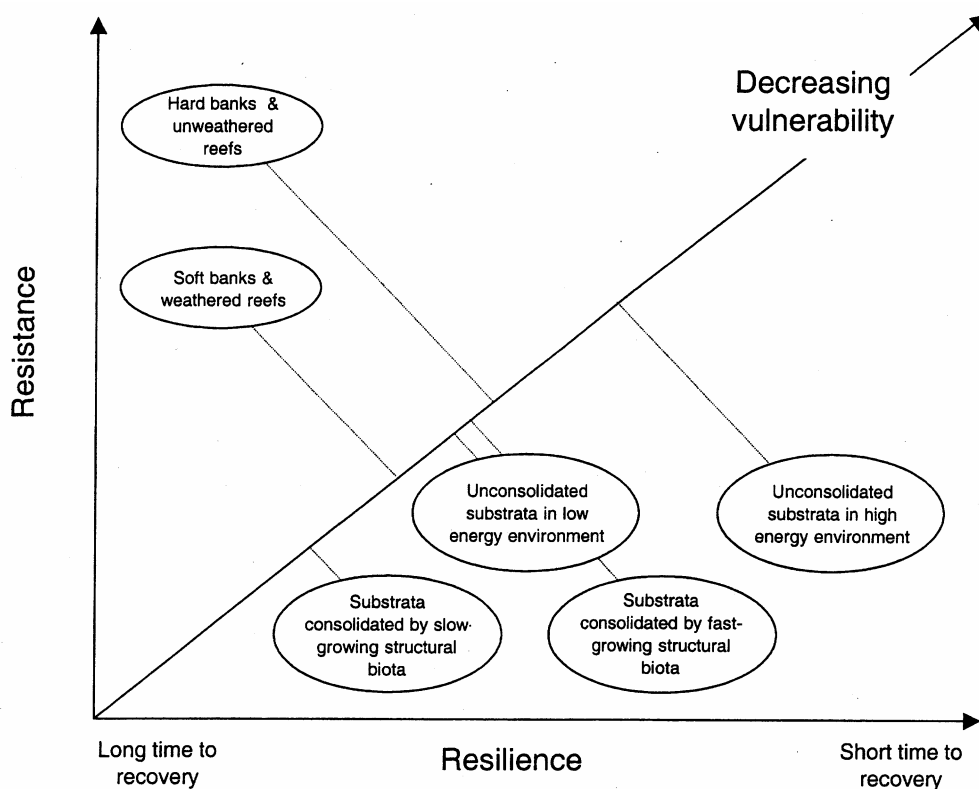 Decreasing
vulnerability
Hard banks &
unweathered
reefs
Soft banks &
weathered reefs
Resistance
Unconsolidated
substrata in low
energy environment
Unconsolidated
substrata in high
energy environment
Substrata
consolidated by slow-
growing structural
biota
Substrata
consolidated by fast-
growing structural
biota
Long time to
recovery
Resilience
Short time to
recovery